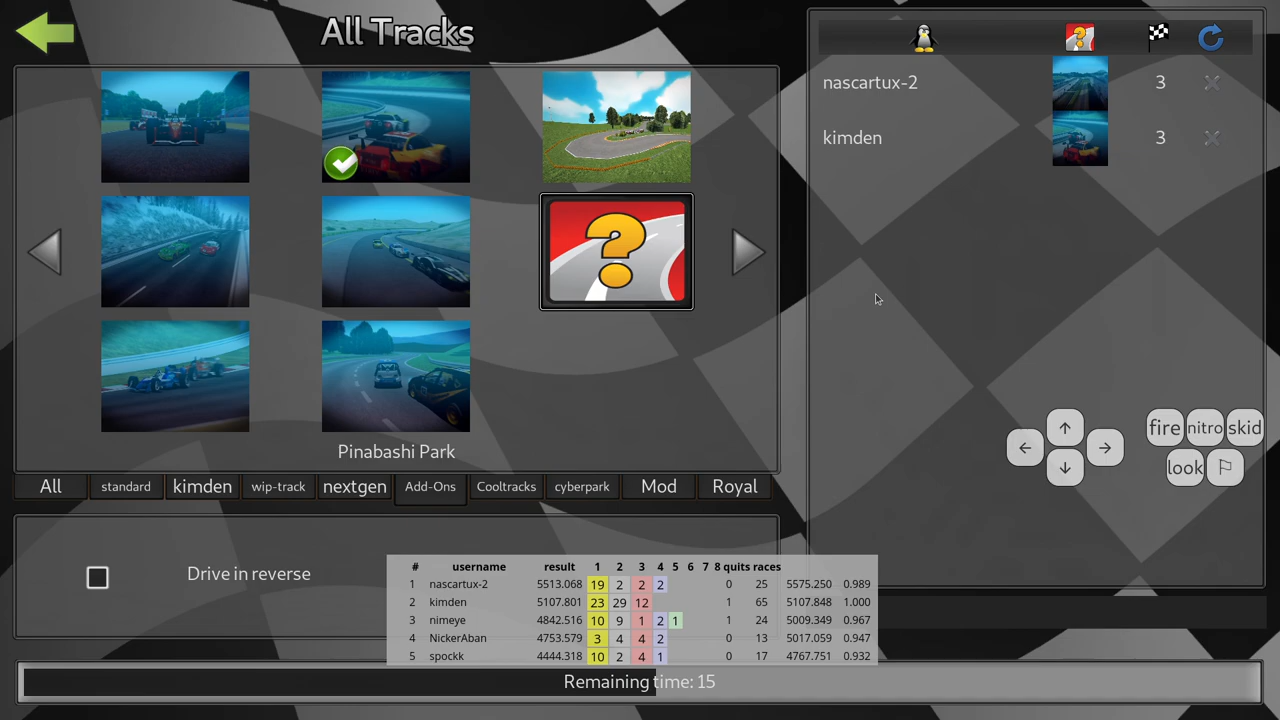 All Tracks
nascartux-2 3
kimden 3
Pinabashi Park
All standard kimden wip-track nextgen Add-Ons Cooltracks cyberpark Mod Royal
fire nitro skid
look
Drive in reverse
# username result 1 2 3 4 5 6 7 8 quits races
1 nascartux-2 5513.068 19 2 2 2 0 25 5575.250 0.989
2 kimden 5107.801 23 29 12 1 65 5107.848 1.000
3 nimeye 4842.516 10 9 1 2 1 1 24 5009.349 0.967
4 NickerAban 4753.579 3 4 4 2 0 13 5017.059 0.947
5 spockk 4444.318 10 2 4 1 0 17 4767.751 0.932
Remaining time: 15